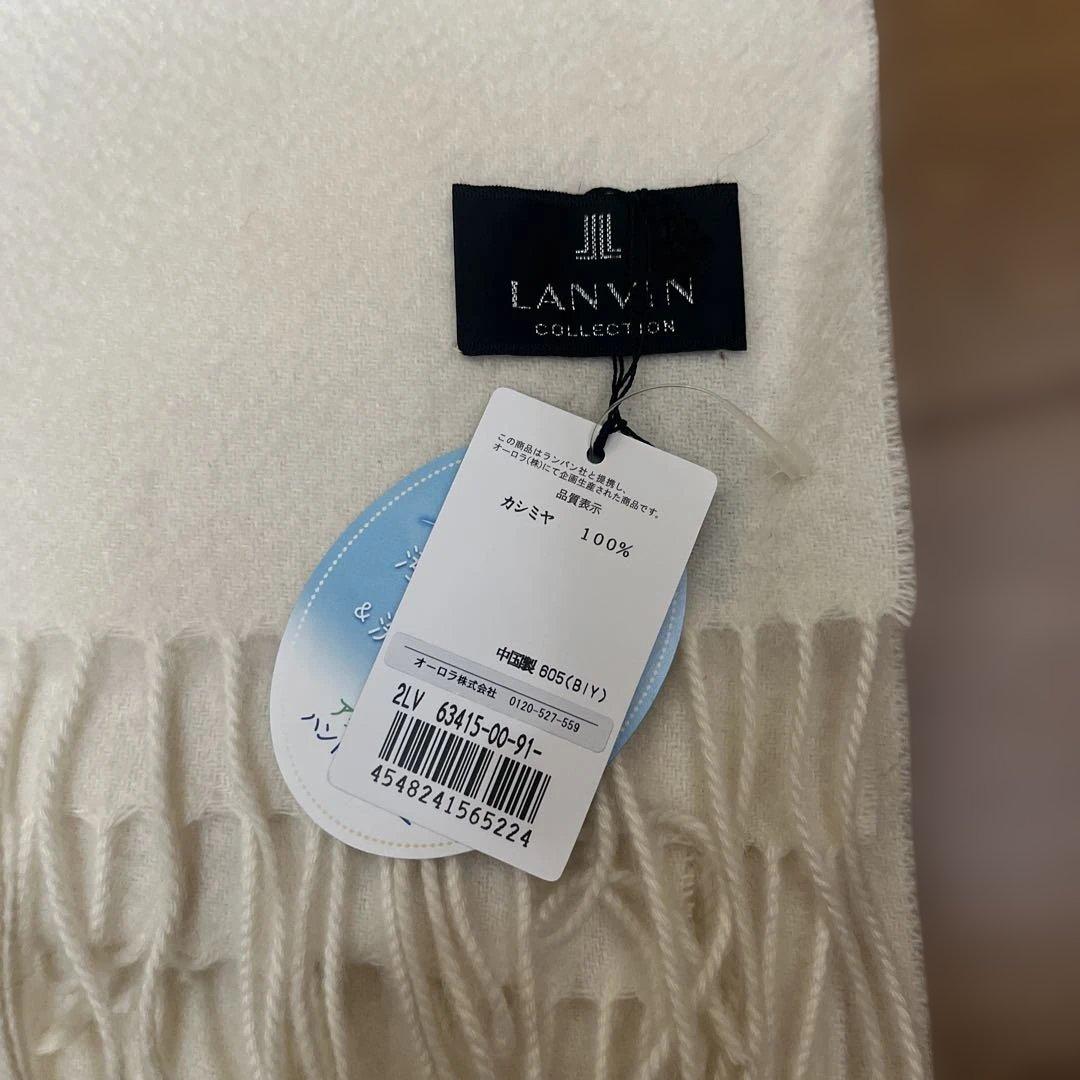 LANVIN
COLLECTION
この商品はランバン社と提携し、
オーロラ(株)にて企画生産された商品です。
品質表示
カシミヤ 100%
中国製 605(BIY)
オーロラ株式会社 0120-527-559
2LV 63415-00-91-
4548241565224
&
ハン